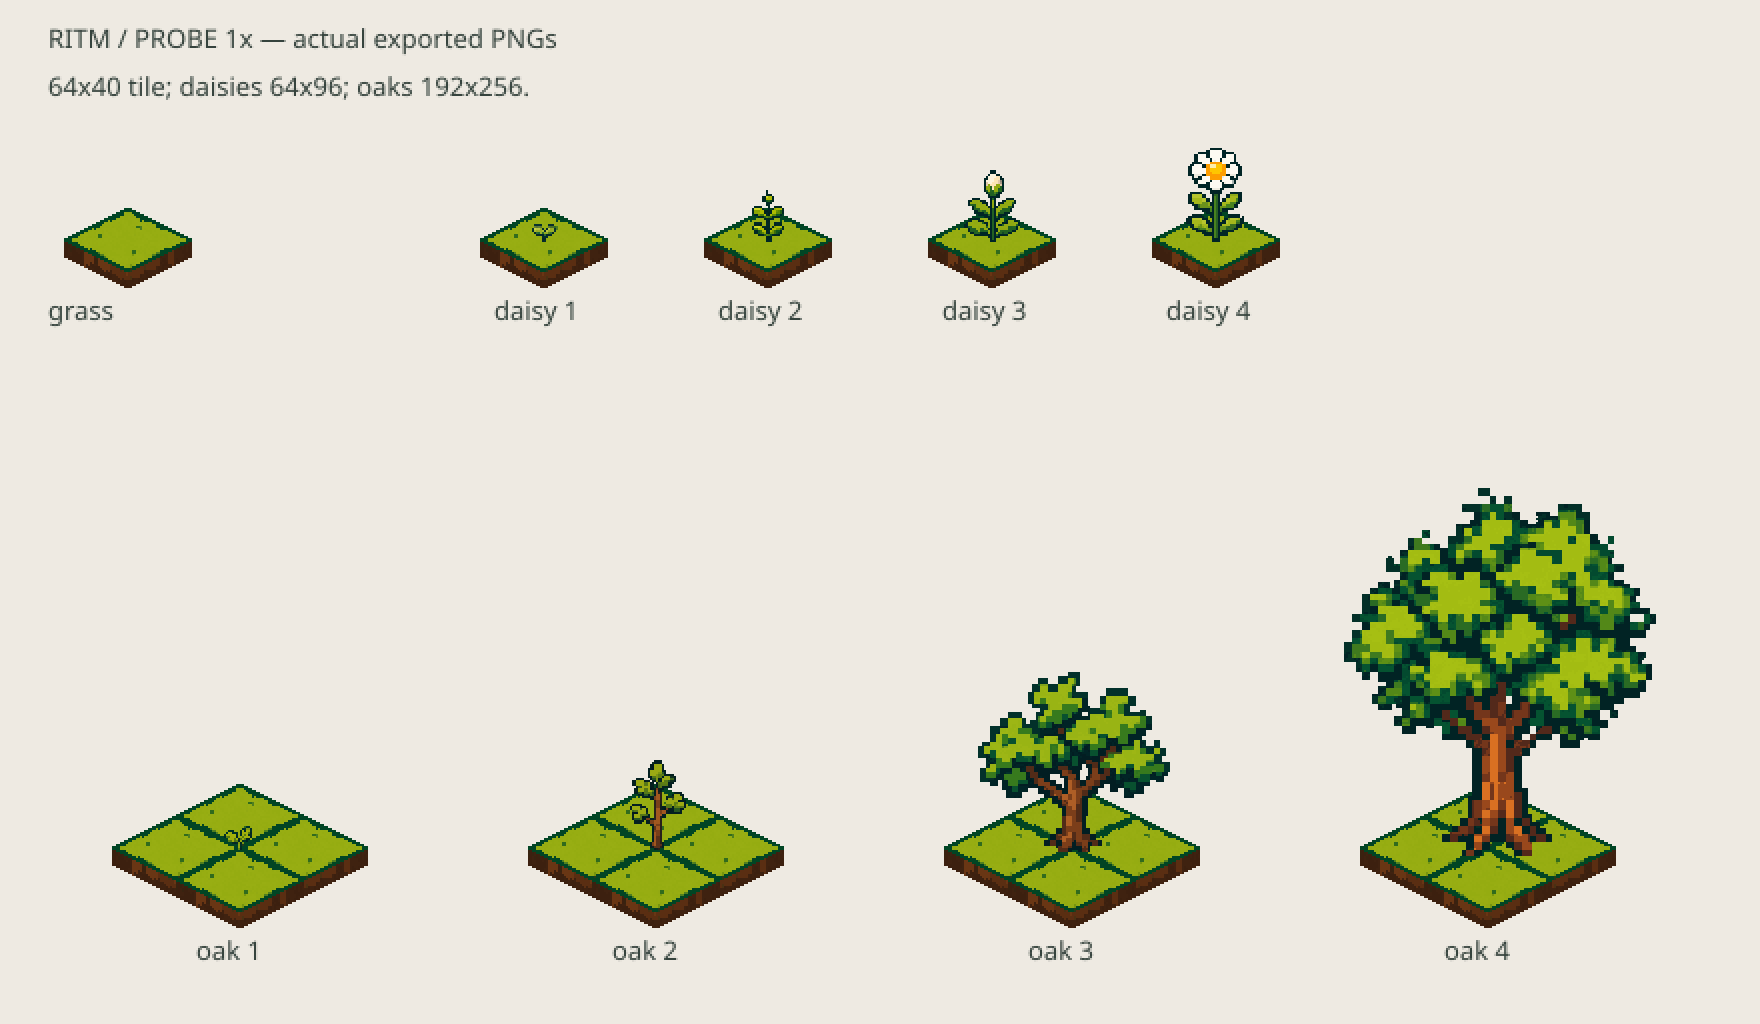 RITM / PROBE 1x — actual exported PNGs
64x40 tile; daisies 64x96; oaks 192x256.
grass
daisy 1
daisy 2
daisy 3
daisy 4
oak 1
oak 2
oak 3
oak 4